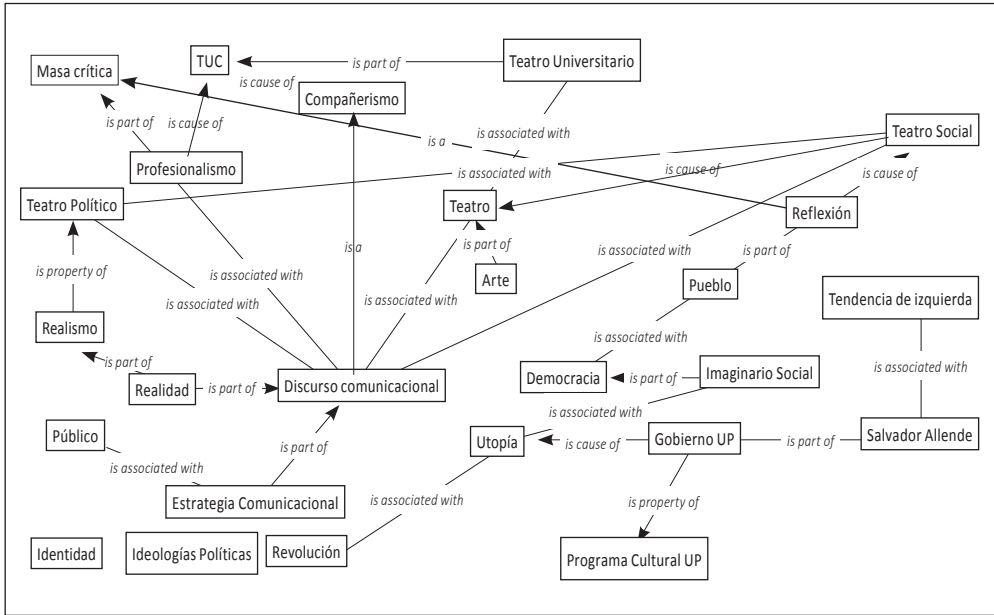 TUC
is part of
Teatro Universitario
Masa crítica
is cause of
Compañerismo
is part of
is cause of
is a
is associated with
Teatro Social
Profesionalismo
is associated with
is cause of
is cause of
Teatro Político
Teatro
Reflexión
is a
is part of
is part of
is property of
is associated with
is associated with
Arte
Pueblo
Tendencia de izquierda
is associated with
is associated with
Realismo
is associated with
is part of
Realidad
is part of
Discurso comunicacional
Democracia
is part of
Imaginario Social
is associated with
is associated with
Público
Utopía
is cause of
Gobierno UP
is part of
Salvador Allende
is part of
is associated with
Estrategia Comunicacional
is associated with
is property of
Identidad
Ideologías Políticas
Revolución
Programa Cultural UP